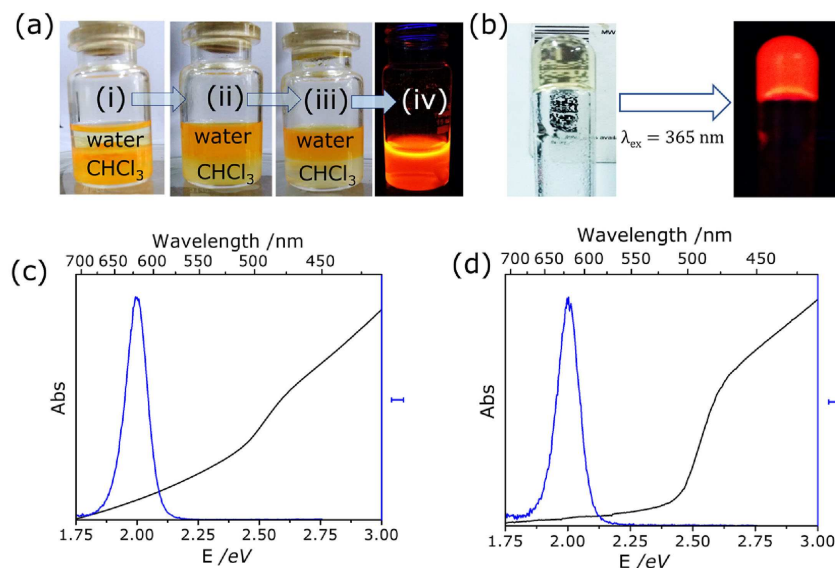 (a)
(i)
(ii)
(iii)
(iv)
water
CHCl₃
water
CHCl₃
water
CHCl₃
(b)
MW
λex = 365 nm
(c)
Wavelength /nm
700 650 600 550 500 450
Abs
I
1.75 2.00 2.25 2.50 2.75 3.00
E /eV
(d)
Wavelength /nm
700 650 600 550 500 450
Abs
I
1.75 2.00 2.25 2.50 2.75 3.00
E /eV